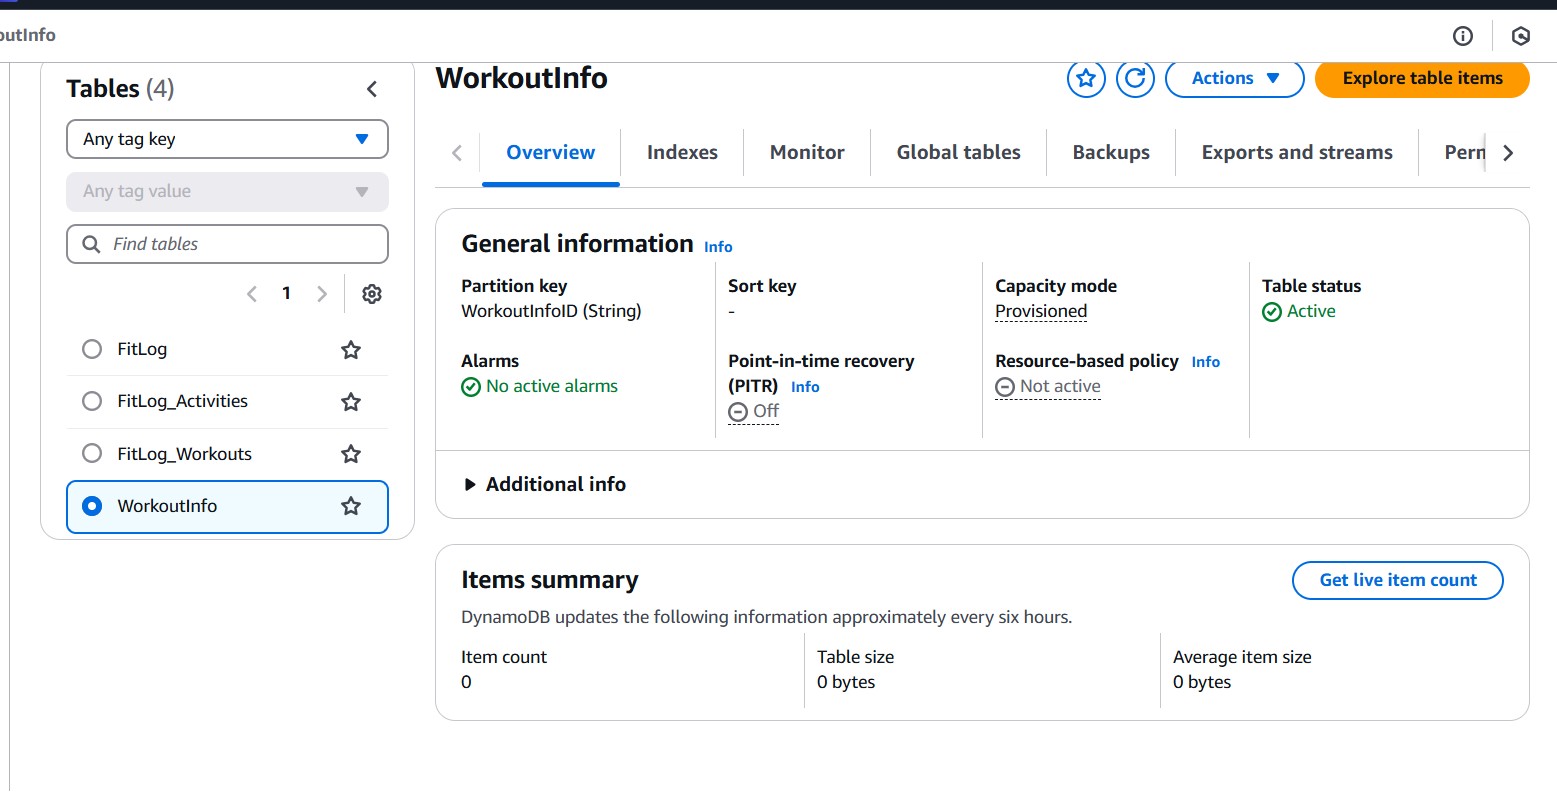 outInfo
Tables (4)
Any tag key
Any tag value
Find tables
1
FitLog
FitLog_Activities
FitLog_Workouts
WorkoutInfo
WorkoutInfo
Actions
Explore table items
Overview
Indexes
Monitor
Global tables
Backups
Exports and streams
Perm
General information Info
Partition key
WorkoutInfoID (String)
Sort key
-
Capacity mode
Provisioned
Table status
Active
Alarms
No active alarms
Point-in-time recovery
(PITR) Info
Off
Resource-based policy Info
Not active
Additional info
Items summary
Get live item count
DynamoDB updates the following information approximately every six hours.
Item count
0
Table size
0 bytes
Average item size
0 bytes